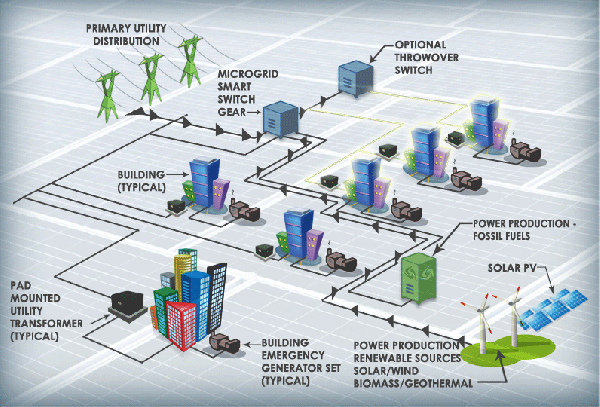 PRIMARY UTILITY
DISTRIBUTION
OPTIONAL
THROWOVER
SWITCH
MICROGRID
SMART
SWITCH
GEAR
BUILDING
(TYPICAL)
POWER PRODUCTION -
FOSSIL FUELS
SOLAR PV
PAD
MOUNTED
UTILITY
TRANSFORMER
(TYPICAL)
BUILDING
EMERGENCY
GENERATOR SET
(TYPICAL)
POWER PRODUCTION
RENEWABLE SOURCES
SOLAR/WIND
BIOMASS/GEOTHERMAL